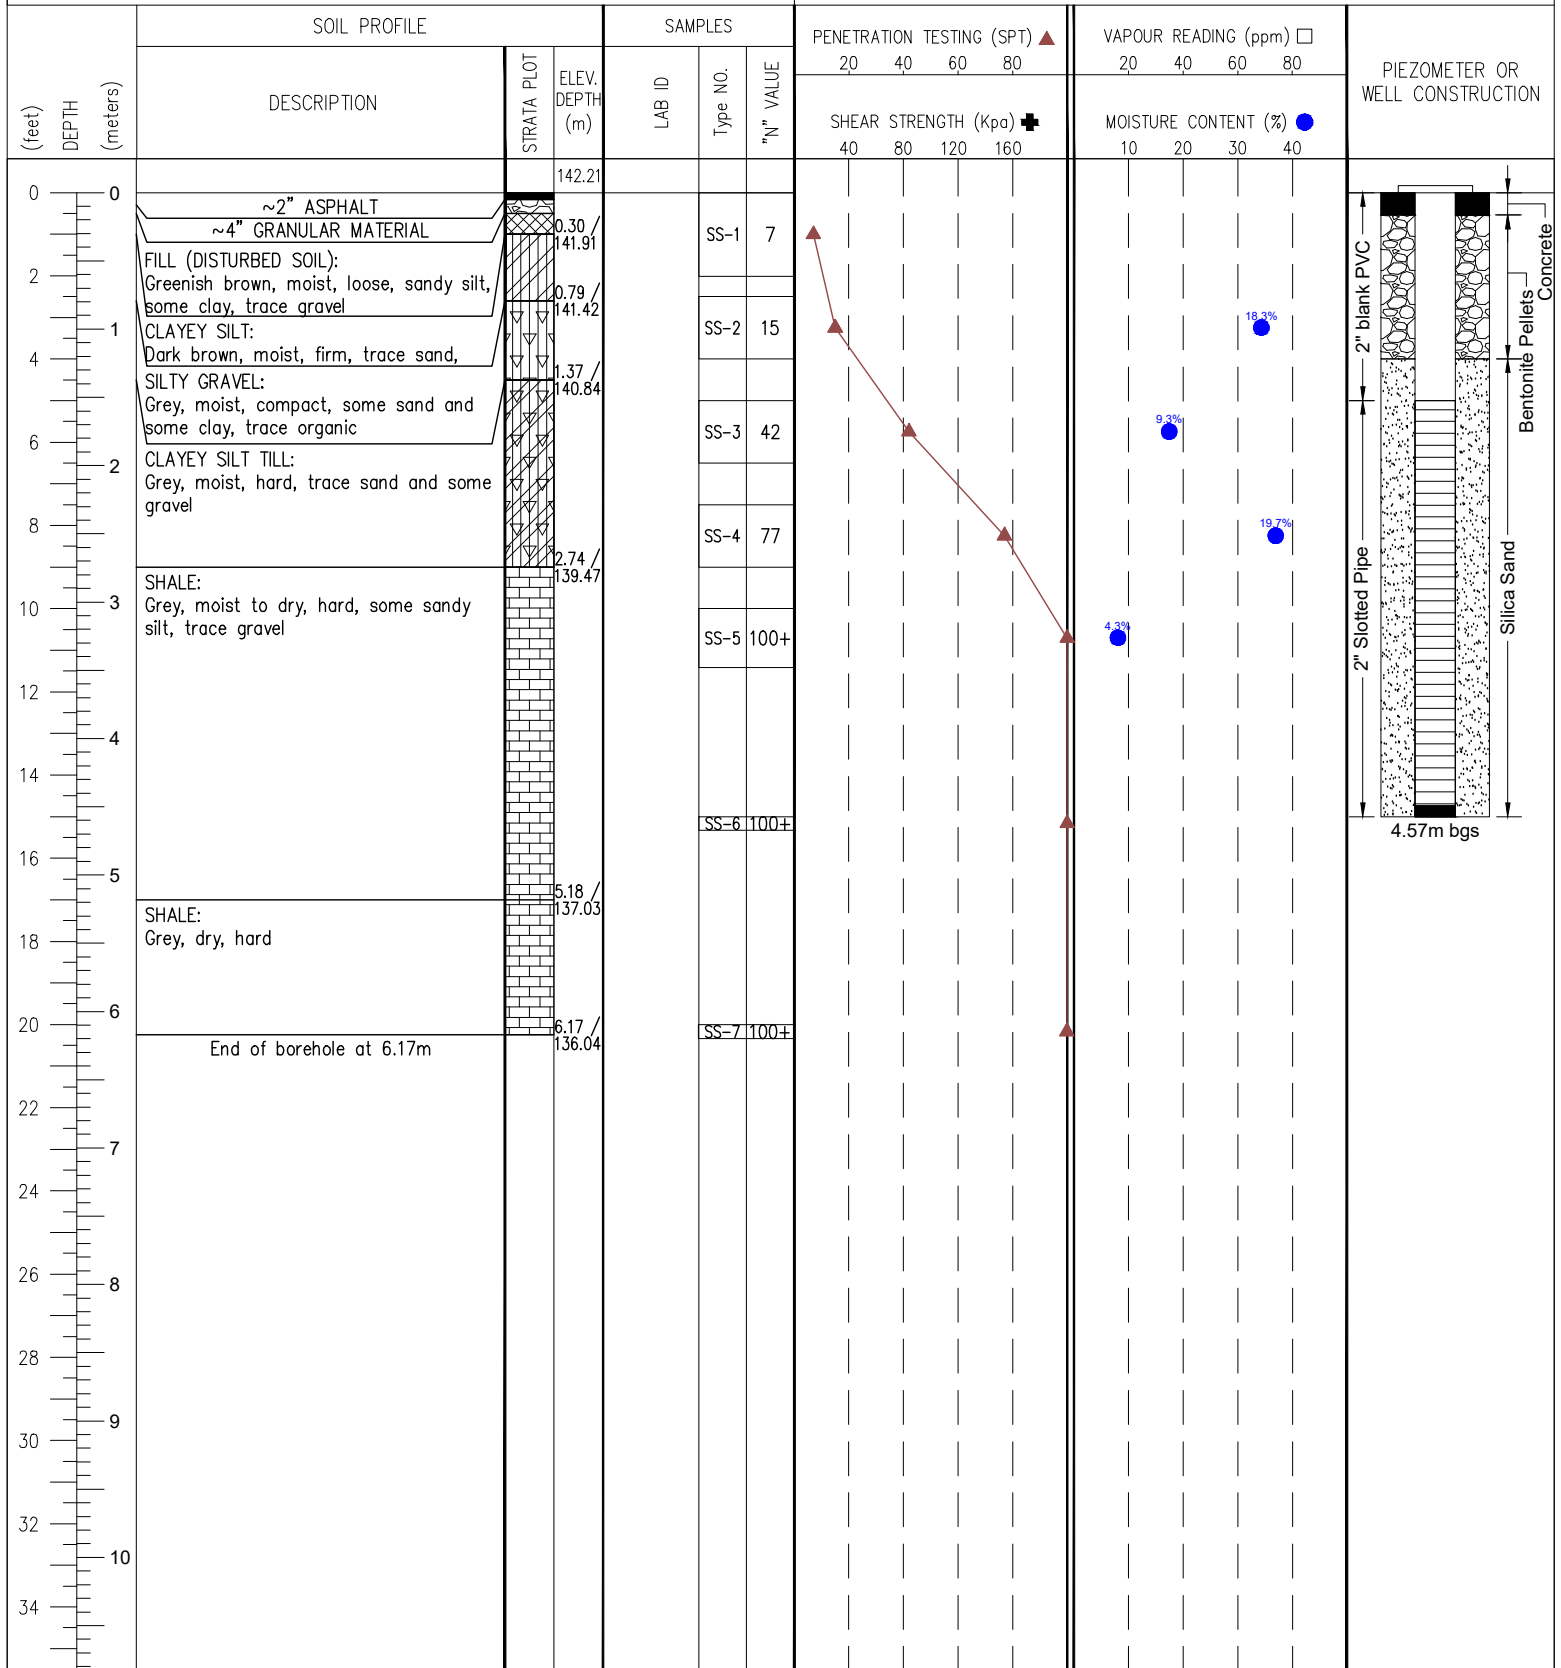 SOIL PROFILE
SAMPLES
PENETRATION TESTING (SPT)
20 40 60 80
SHEAR STRENGTH (Kpa)
40 80 120 160
VAPOUR READING (ppm)
20 40 60 80
MOISTURE CONTENT (%)
10 20 30 40
PIEZOMETER OR
WELL CONSTRUCTION
(feet)
DEPTH
(meters)
DESCRIPTION
STRATA PLOT
ELEV.
DEPTH
(m)
LAB ID
Type NO.
"N" VALUE
142.21
0
2
4
6
8
10
12
14
16
18
20
22
24
26
28
30
32
34
0
1
2
3
4
5
6
7
8
9
10
~2" ASPHALT
~4" GRANULAR MATERIAL
0.30 /
141.91
FILL (DISTURBED SOIL):
Greenish brown, moist, loose, sandy silt,
some clay, trace gravel
0.79 /
141.42
CLAYEY SILT:
Dark brown, moist, firm, trace sand,
1.37 /
140.84
SILTY GRAVEL:
Grey, moist, compact, some sand and
some clay, trace organic
CLAYEY SILT TILL:
Grey, moist, hard, trace sand and some
gravel
2.74 /
139.47
SHALE:
Grey, moist to dry, hard, some sandy
silt, trace gravel
5.18 /
137.03
SHALE:
Grey, dry, hard
6.17 /
136.04
End of borehole at 6.17m
SS-1 7
SS-2 15
SS-3 42
SS-4 77
SS-5 100+
SS-6 100+
SS-7 100+
18.3%
9.3%
19.7%
4.3%
2" blank PVC
2" Slotted Pipe
Concrete
Bentonite Pellets
Silica Sand
4.57m bgs